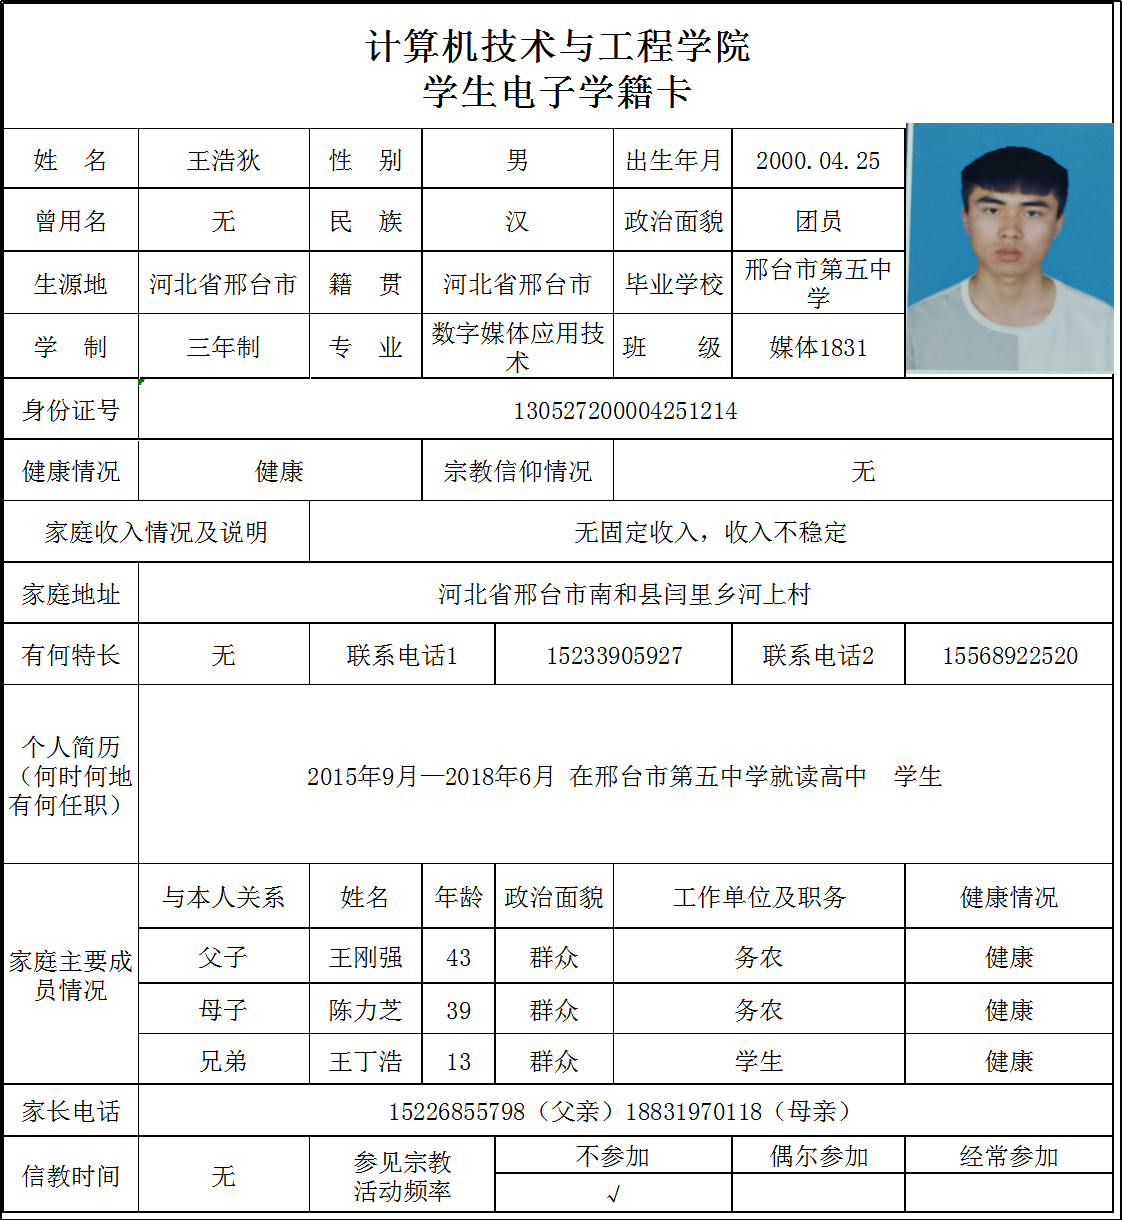 计算机技术与工程学院
学生电子学籍卡
姓 名 王浩狄 性 别 男 出生年月 2000.04.25
曾用名 无 民 族 汉 政治面貌 团员
生源地 河北省邢台市 籍 贯 河北省邢台市 毕业学校 邢台市第五中
学
学 制 三年制 专 业 数字媒体应用技
术 班 级 媒体1831
身份证号 130527200004251214
健康情况 健康 宗教信仰情况 无
家庭收入情况及说明 无固定收入，收入不稳定
家庭地址 河北省邢台市南和县闫里乡河上村
有何特长 无 联系电话1 15233905927 联系电话2 15568922520
个人简历
（何时何地
有何任职）
2015年9月—2018年6月 在邢台市第五中学就读高中 学生
家庭主要成
员情况
与本人关系 姓名 年龄 政治面貌 工作单位及职务 健康情况
父子 王刚强 43 群众 务农 健康
母子 陈力芝 39 群众 务农 健康
兄弟 王丁浩 13 群众 学生 健康
家长电话 15226855798（父亲）18831970118（母亲）
信教时间 无 参见宗教
活动频率
不参加 偶尔参加 经常参加
√